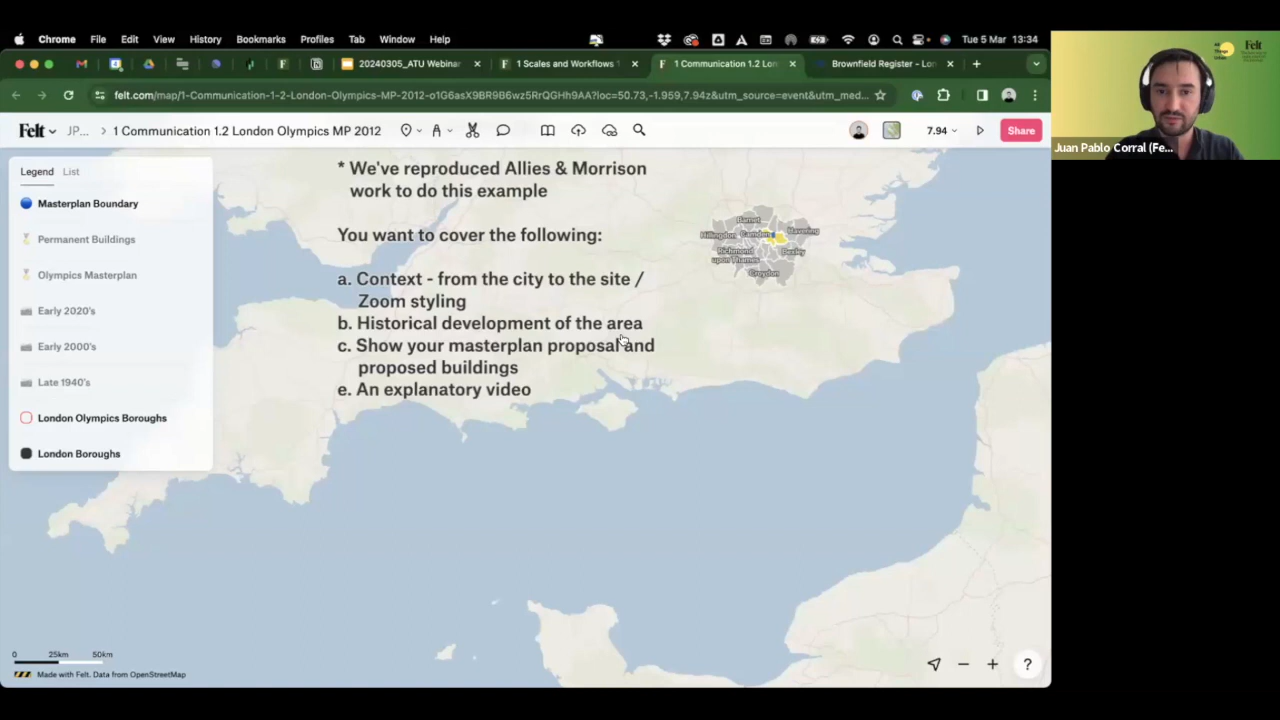 Chrome File Edit View History Bookmarks Profiles Tab Window Help
Tue 5 Mar 13:34
20240305_ATU Webinar
1 Scales and Workflows
1 Communication 1.2 Lon
Brownfield Register - Lon
felt.com/map/1-Communication-1-2-London-Olympics-MP-2012-o1G6asX9BR9B6wz5RrQGHh9AA?loc=50.73,-1.959,7.94z&utm_source=event&utm_med...
Felt
JP...
1 Communication 1.2 London Olympics MP 2012
7.94
Share
Felt
Juan Pablo Corral (Fe...
Legend List
Masterplan Boundary
Permanent Buildings
Olympics Masterplan
Early 2020's
Early 2000's
Late 1940's
London Olympics Boroughs
London Boroughs
* We've reproduced Allies & Morrison
work to do this example
You want to cover the following:
a. Context - from the city to the site /
Zoom styling
b. Historical development of the area
c. Show your masterplan proposal and
proposed buildings
e. An explanatory video
Barnet
Hillingdon Camden Havering
Richmond
upon Thames
Bexley
Croydon
0 25km 50km
Made with Felt. Data from OpenStreetMap
?